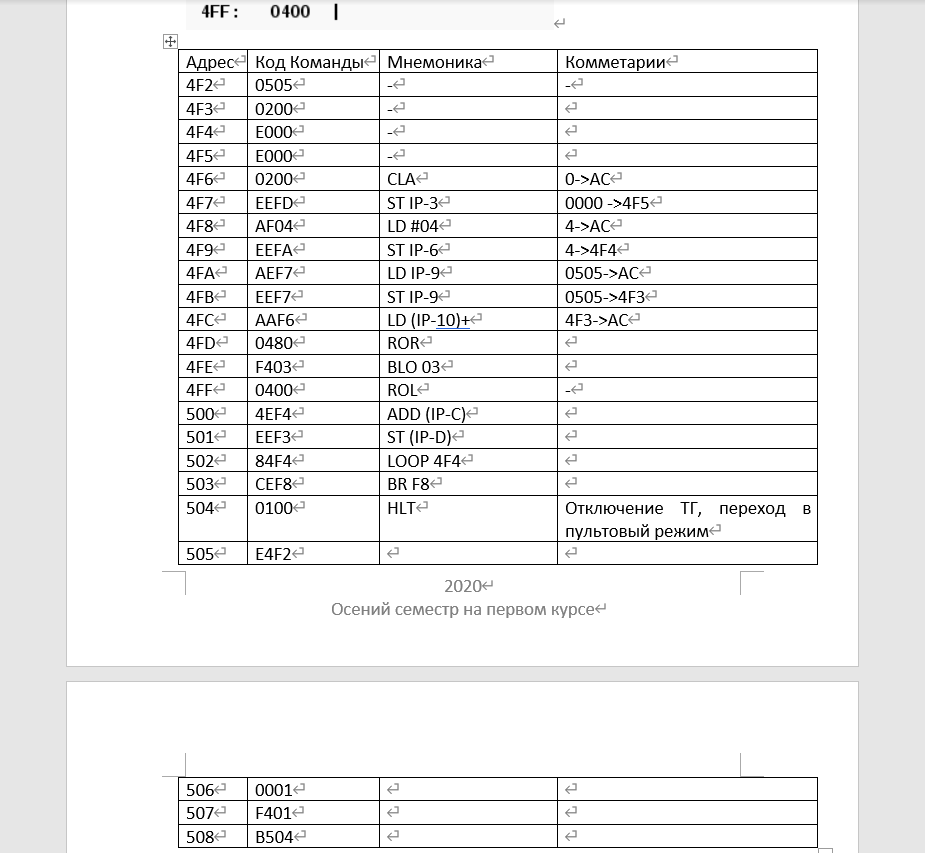 4FF: 0400
Адрес Код Команды Мнемоника Комметарии
4F2 0505 - -
4F3 0200 -
4F4 E000 -
4F5 E000 -
4F6 0200 CLA 0->AC
4F7 EEFD ST IP-3 0000 ->4F5
4F8 AF04 LD #04 4->AC
4F9 EEFA ST IP-6 4->4F4
4FA AEF7 LD IP-9 0505->AC
4FB EEF7 ST IP-9 0505->4F3
4FC AAF6 LD (IP-10)+ 4F3->AC
4FD 0480 ROR
4FE F403 BLO 03
4FF 0400 ROL -
500 4EF4 ADD (IP-C)
501 EEF3 ST (IP-D)
502 84F4 LOOP 4F4
503 CEF8 BR F8
504 0100 HLT Отключение ТГ, переход в
пультовый режим
505 E4F2
2020
Осений семестр на первом курсе
506 0001
507 F401
508 B504